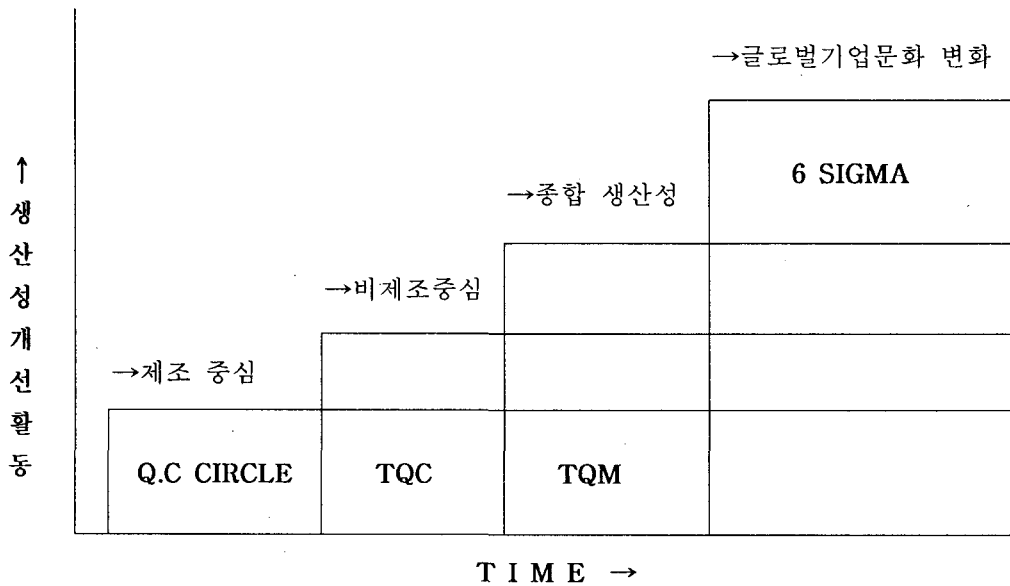 →글로벌기업문화 변화
6 SIGMA
→종합 생산성
→비제조중심
→제조 중심
Q.C CIRCLE
TQC
TQM
↑생산성개선활동
T I M E →